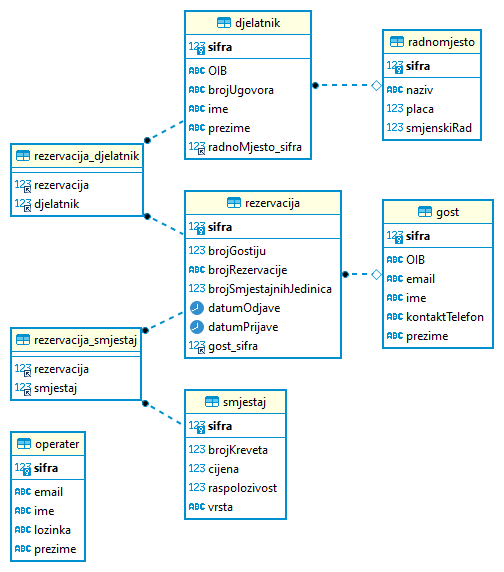 djelatnik
123 sifra
ABC OIB
ABC brojUgovora
ABC ime
ABC prezime
123 radnoMjesto_sifra
radnomjesto
123 sifra
ABC naziv
123 placa
123 smjenskiRad
rezervacija_djelatnik
123 rezervacija
123 djelatnik
rezervacija
123 sifra
123 brojGostiju
ABC brojRezervacije
123 brojSmjestajnihJedinica
datumOdjave
datumPrijave
123 gost_sifra
gost
123 sifra
ABC OIB
ABC email
ABC ime
ABC kontaktTelefon
ABC prezime
rezervacija_smjestaj
123 rezervacija
123 smjestaj
smjestaj
123 sifra
123 brojKreveta
123 cijena
123 raspolozivost
ABC vrsta
operater
123 sifra
ABC email
ABC ime
ABC lozinka
ABC prezime